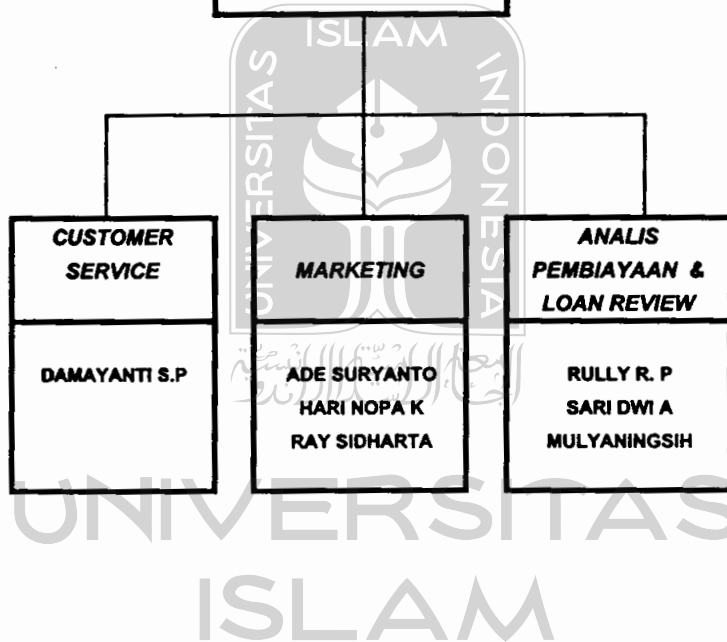 ISLAM
UNIVERSITAS
INDONESIA
CUSTOMER
SERVICE
MARKETING
ANALIS
PEMBIAYAAN &
LOAN REVIEW
DAMAYANTI S.P
ADE SURYANTO
HARI NOPA K
RAY SIDHARTA
RULLY R. P
SARI DWI A
MULYANINGSIH
UNIVERSITAS
ISLAM